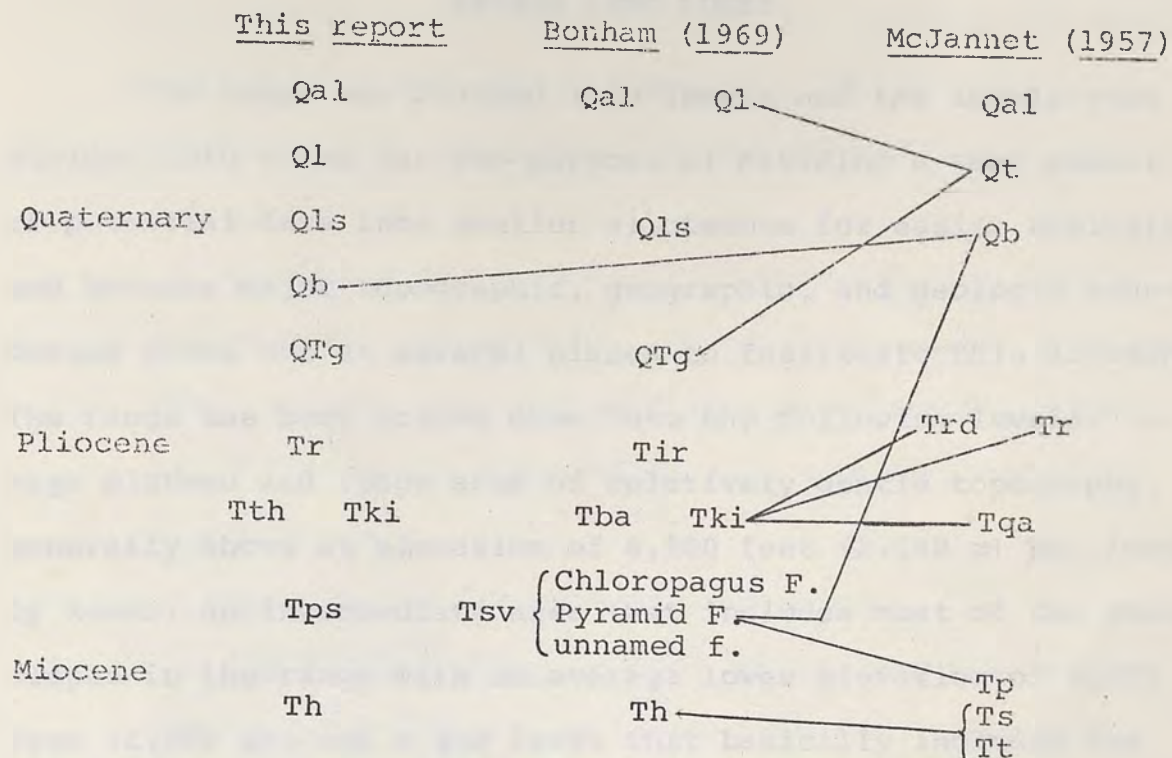 This report Bonham (1969) McJannet (1957)
Qal Qal Ql Qal
Ql Qt
Quaternary Qls Qls Qb
Qb
QTg QTg
Pliocene Tr Tir Trd Tr
Tth Tki Tba Tki Tqa
Chloropagus F.
Tps Tsv Pyramid F.
unnamed f.
Miocene Tp
Th Th Ts
Tt